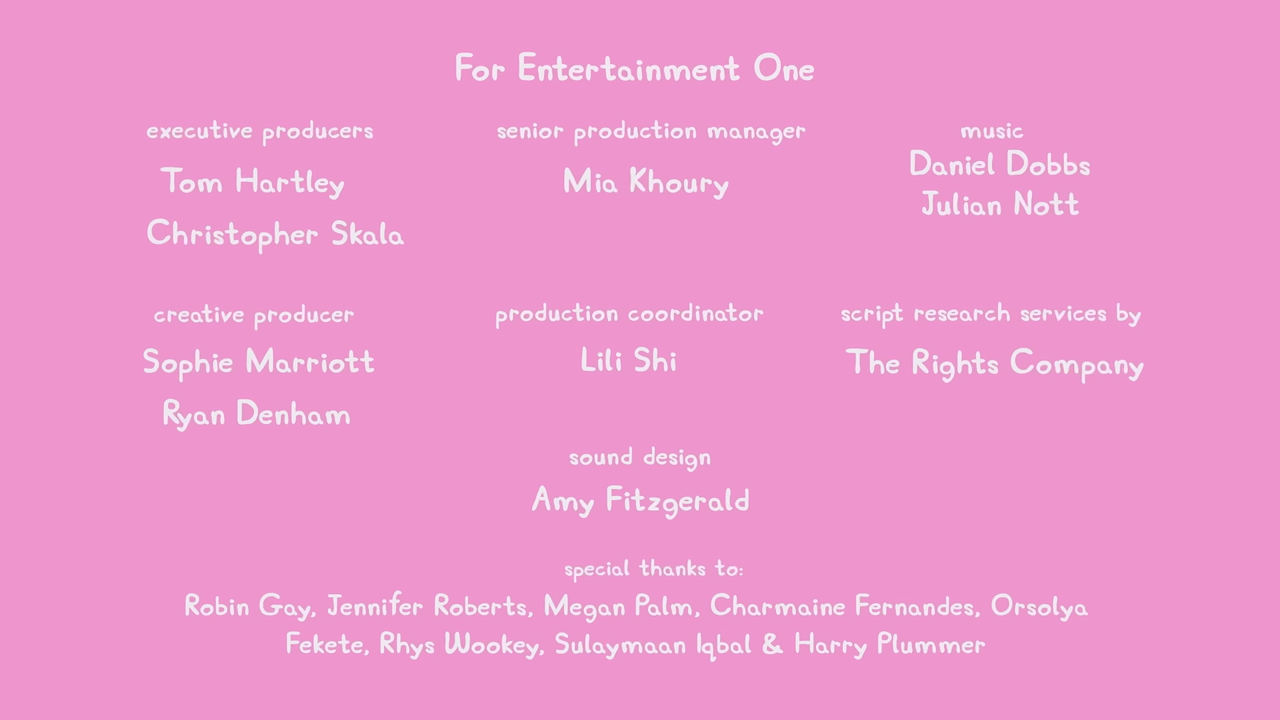 For Entertainment One
executive producers
Tom Hartley
Christopher Skala
senior production manager
Mia Khoury
music
Daniel Dobbs
Julian Nott
creative producer
Sophie Marriott
Ryan Denham
production coordinator
Lili Shi
script research services by
The Rights Company
sound design
Amy Fitzgerald
special thanks to:
Robin Gay, Jennifer Roberts, Megan Palm, Charmaine Fernandes, Orsolya
Fekete, Rhys Wookey, Sulaymaan Iqbal & Harry Plummer